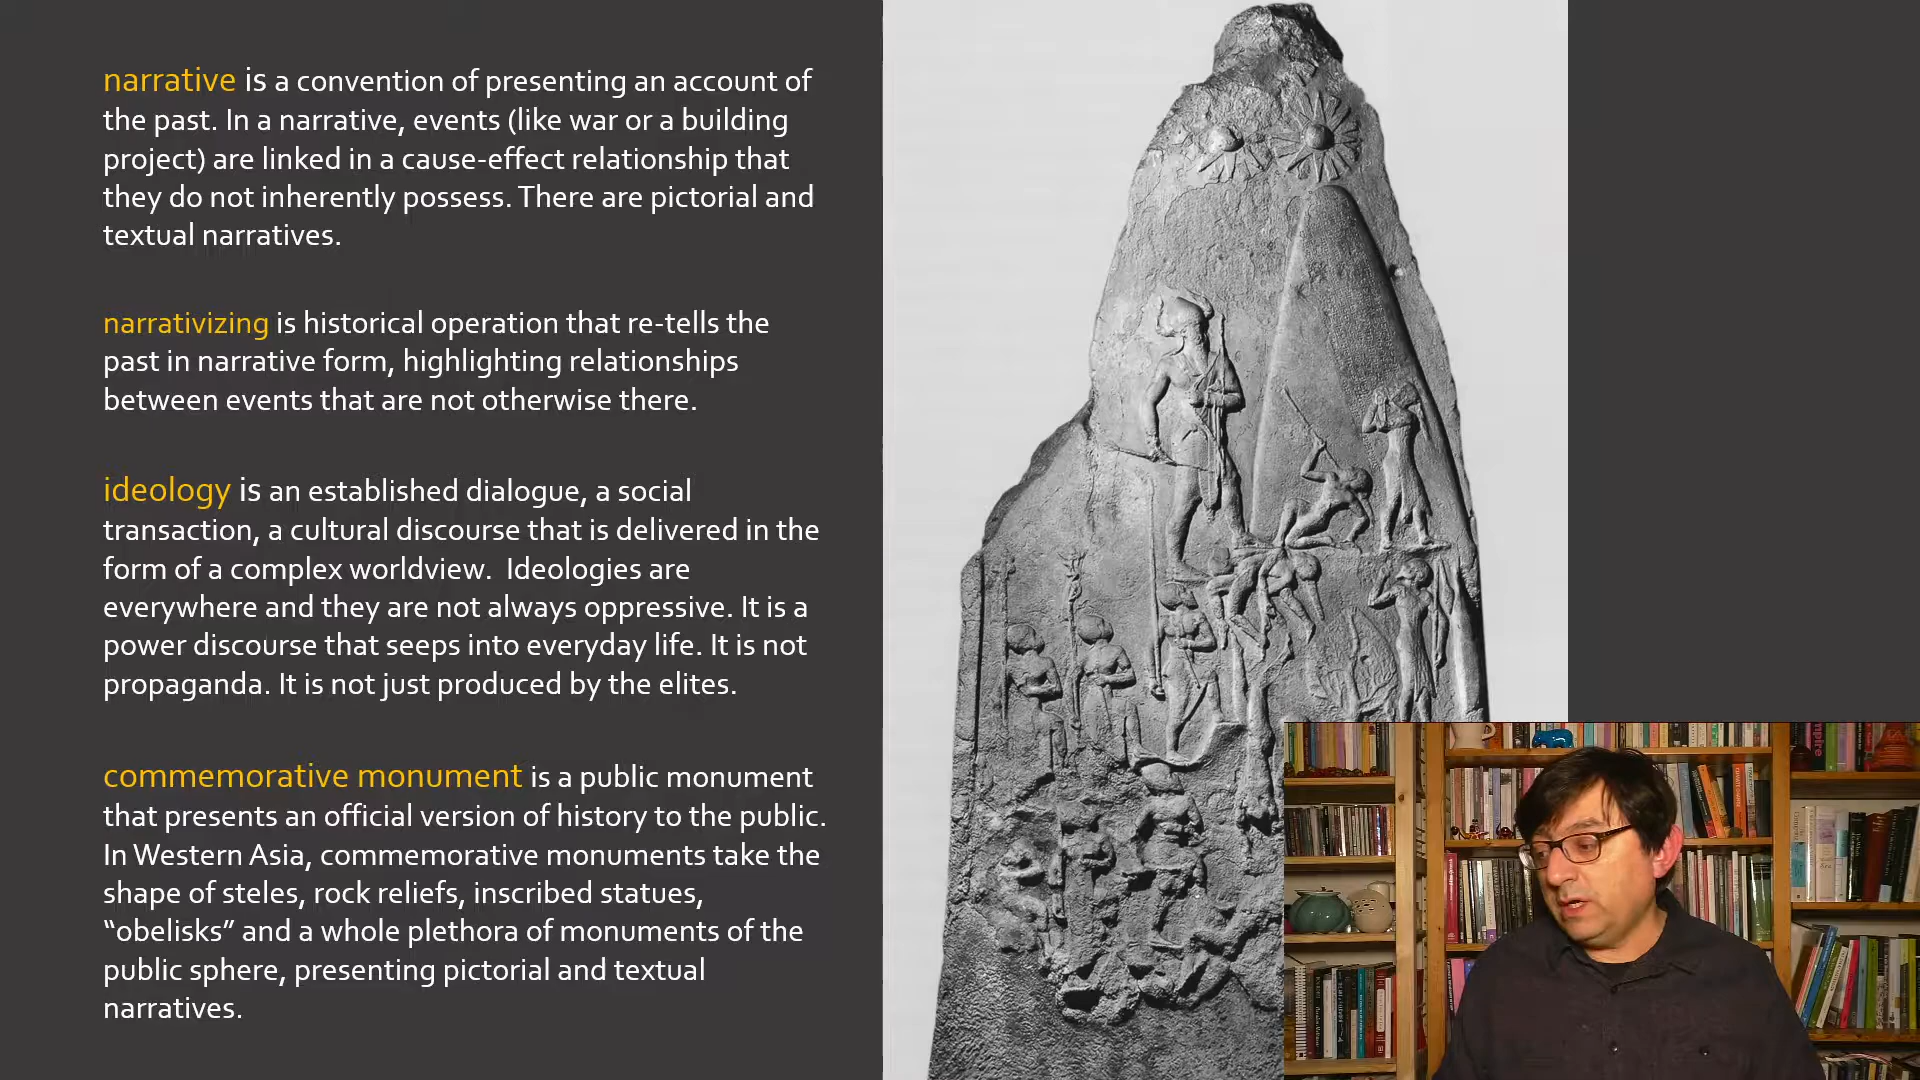 narrative is a convention of presenting an account of
the past. In a narrative, events (like war or a building
project) are linked in a cause-effect relationship that
they do not inherently possess. There are pictorial and
textual narratives.
narrativizing is historical operation that re-tells the
past in narrative form, highlighting relationships
between events that are not otherwise there.
ideology is an established dialogue, a social
transaction, a cultural discourse that is delivered in the
form of a complex worldview.  Ideologies are
everywhere and they are not always oppressive. It is a
power discourse that seeps into everyday life. It is not
propaganda. It is not just produced by the elites.
commemorative monument is a public monument
that presents an official version of history to the public.
In Western Asia, commemorative monuments take the
shape of steles, rock reliefs, inscribed statues,
“obelisks” and a whole plethora of monuments of the
public sphere, presenting pictorial and textual
narratives.